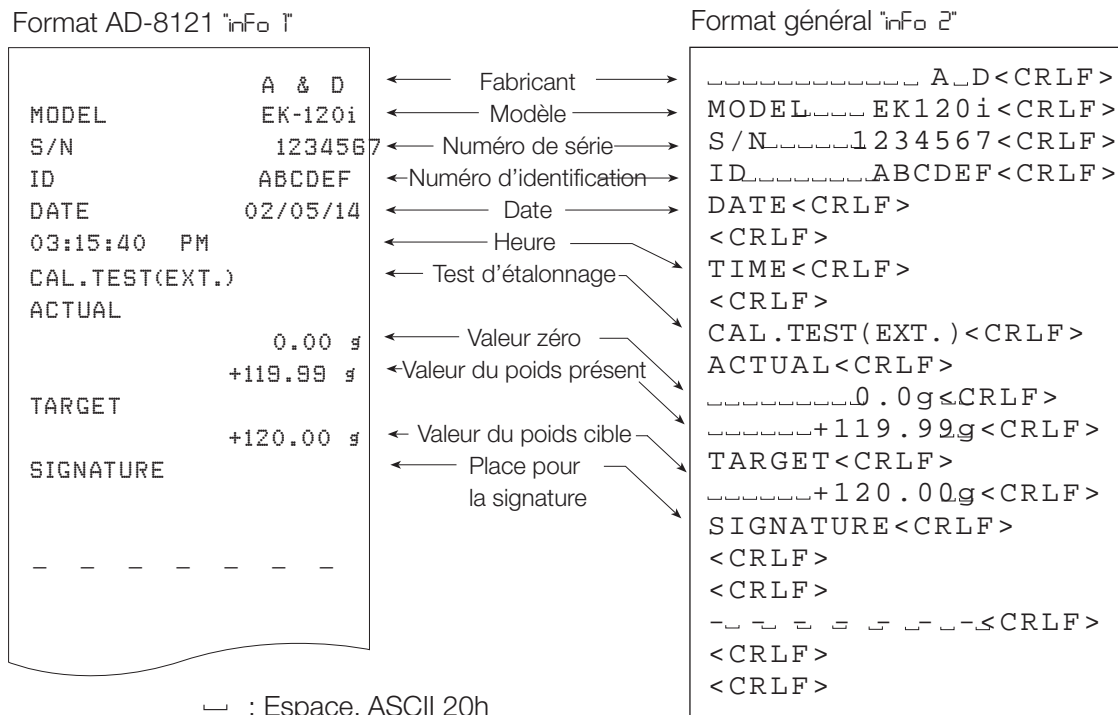 Format AD-8121 "inFo 1"
A & D
MODEL EK-120i
S/N 1234567
ID ABCDEF
DATE 02/05/14
03:15:40 PM
CAL.TEST(EXT.)
ACTUAL
0.00 g
+119.99 g
TARGET
+120.00 g
SIGNATURE
_ _ _ _ _ _ _
Fabricant
Modèle
Numéro de série
Numéro d'identification
Date
Heure
Test d'étalonnage
Valeur zéro
Valeur du poids présent
Valeur du poids cible
Place pour
la signature
Format général "inFo 2"
␣␣␣␣␣␣␣␣␣␣␣␣␣ A␣D<CRLF>
MODEL␣␣␣EK120i<CRLF>
S/N␣␣␣␣␣1234567<CRLF>
ID␣␣␣␣␣␣␣ABCDEF<CRLF>
DATE<CRLF>
<CRLF>
TIME<CRLF>
<CRLF>
CAL.TEST(EXT.)<CRLF>
ACTUAL<CRLF>
␣␣␣␣␣␣␣␣␣0.0g␣<CRLF>
␣␣␣␣␣␣+119.99␣g<CRLF>
TARGET<CRLF>
␣␣␣␣␣␣+120.00␣g<CRLF>
SIGNATURE<CRLF>
<CRLF>
<CRLF>
-␣-␣-␣-␣-␣-␣-␣-<CRLF>
<CRLF>
<CRLF>
␣ : Espace, ASCII 20h